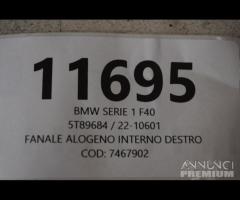 11695
BMW SERIE 1 F40
5T89684 / 22-10601
FANALE ALOGENO INTERNO DESTRO
COD: 7467902
ANNUNCI
PREMIUM